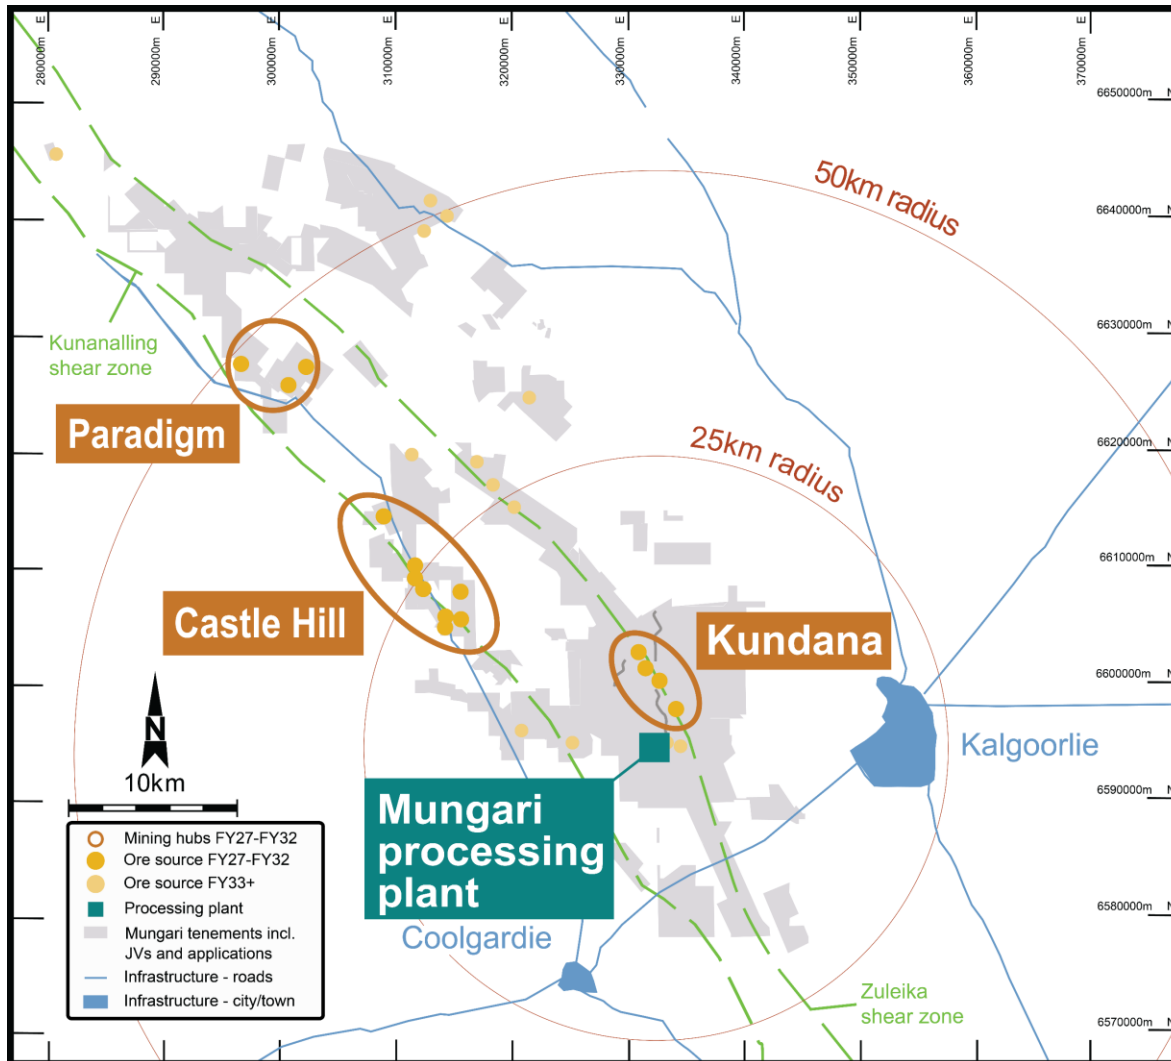 E E E E E E E E E E
280000m 290000m 300000m 310000m 320000m 330000m 340000m 350000m 360000m 370000m
6650000m N
50km radius
6640000m N
Kunanalling
shear zone
6630000m N
Paradigm
25km radius
6620000m N
6610000m N
Castle Hill
Kundana
6600000m N
N
Kalgoorlie
10km
Mungari
processing
plant
6590000m N
Mining hubs FY27-FY32
Ore source FY27-FY32
Ore source FY33+
Processing plant
Mungari tenements incl.
JVs and applications
Infrastructure - roads
Infrastructure - city/town
6580000m N
Coolgardie
Zuleika
shear zone
6570000m N